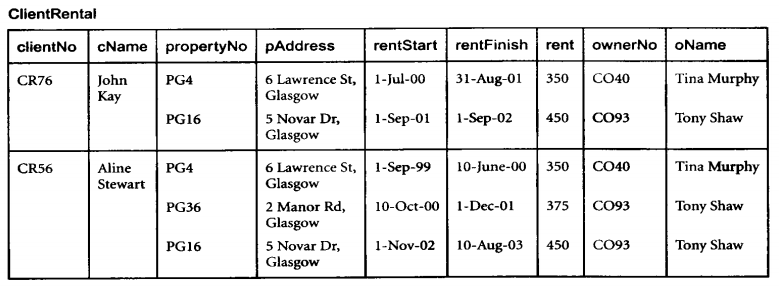 ClientRental
clientNo cName propertyNo pAddress rentStart rentFinish rent ownerNo oName
CR76 John Kay PG4 6 Lawrence St, Glasgow 1-Jul-00 31-Aug-01 350 CO40 Tina Murphy
PG16 5 Novar Dr, Glasgow 1-Sep-01 1-Sep-02 450 CO93 Tony Shaw
CR56 Aline Stewart PG4 6 Lawrence St, Glasgow 1-Sep-99 10-June-00 350 CO40 Tina Murphy
PG36 2 Manor Rd, Glasgow 10-Oct-00 1-Dec-01 375 CO93 Tony Shaw
PG16 5 Novar Dr, Glasgow 1-Nov-02 10-Aug-03 450 CO93 Tony Shaw